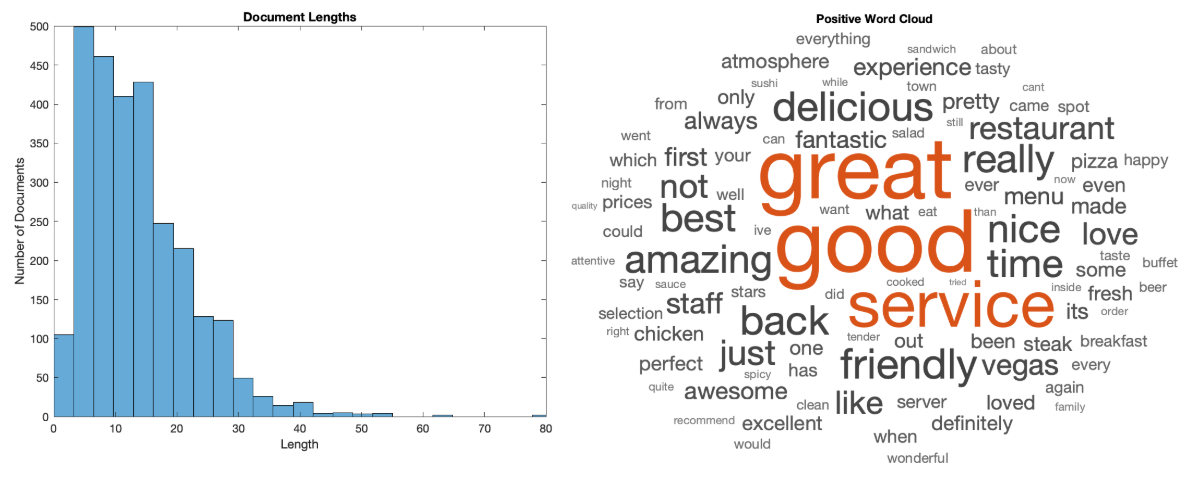 Document Lengths
500
450
400
350
300
250
200
150
100
50
0
Number of Documents
0 10 20 30 40 50 60 70 80
Length
Positive Word Cloud
everything
sandwich about
atmosphere experience tasty
sushi while town cant
from only delicious pretty came spot
always still restaurant
went can fantastic salad
which first your great really pizza happy
night not well ever now menu even
quality prices best want what eat than made
could ive good nice love
attentive amazing time some taste buffet
say sauce stars did cooked tried inside fresh beer
selection staff service its order
right chicken back tender out been steak breakfast
perfect just one friendly vegas every
spicy has
quite awesome again
clean like server loved family
recommend excellent definitely
would when
wonderful